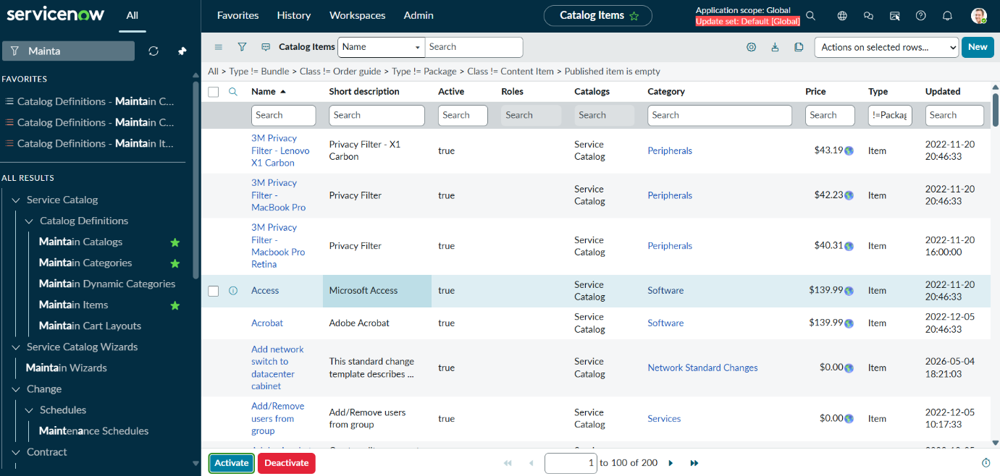 servicenow
All
Favorites
History
Workspaces
Admin
Catalog Items
Application scope: Global
Update set: Default [Global]
Mainta
FAVORITES
Catalog Definitions - Maintain C...
Catalog Definitions - Maintain C...
Catalog Definitions - Maintain It...
ALL RESULTS
Service Catalog
Catalog Definitions
Maintain Catalogs
Maintain Categories
Maintain Dynamic Categories
Maintain Items
Maintain Cart Layouts
Service Catalog Wizards
Maintain Wizards
Change
Schedules
Maintenance Schedules
Contract
Catalog Items
Name
Search
Actions on selected rows...
New
All > Type != Bundle > Class != Order guide > Type != Package > Class != Content Item > Published item is empty
Name Short description Active Roles Catalogs Category Price Type Updated
Search Search Search Search Search Search Search !=Packag Search
3M Privacy
Filter - Lenovo
X1 Carbon
Privacy Filter - X1
Carbon
true
Service
Catalog
Peripherals
$43.19
Item
2022-11-20
20:46:33
3M Privacy
Filter -
MacBook Pro
Privacy Filter
true
Service
Catalog
Peripherals
$42.23
Item
2022-11-20
20:46:33
3M Privacy
Filter -
Macbook Pro
Retina
Privacy Filter
true
Service
Catalog
Peripherals
$40.31
Item
2022-11-20
16:00:00
Access
Microsoft Access
true
Service
Catalog
Software
$139.99
Item
2022-11-20
20:46:33
Acrobat
Adobe Acrobat
true
Service
Catalog
Software
$139.99
Item
2022-12-05
20:46:33
Add network
switch to
datacenter
cabinet
This standard change
template describes ...
true
Service
Catalog
Network Standard Changes
$0.00
Item
2026-05-04
18:21:03
Add/Remove
users from
group
Add/Remove users
from group
true
Service
Catalog
Services
$0.00
Item
2022-12-05
10:17:33
Activate
Deactivate
1 to 100 of 200